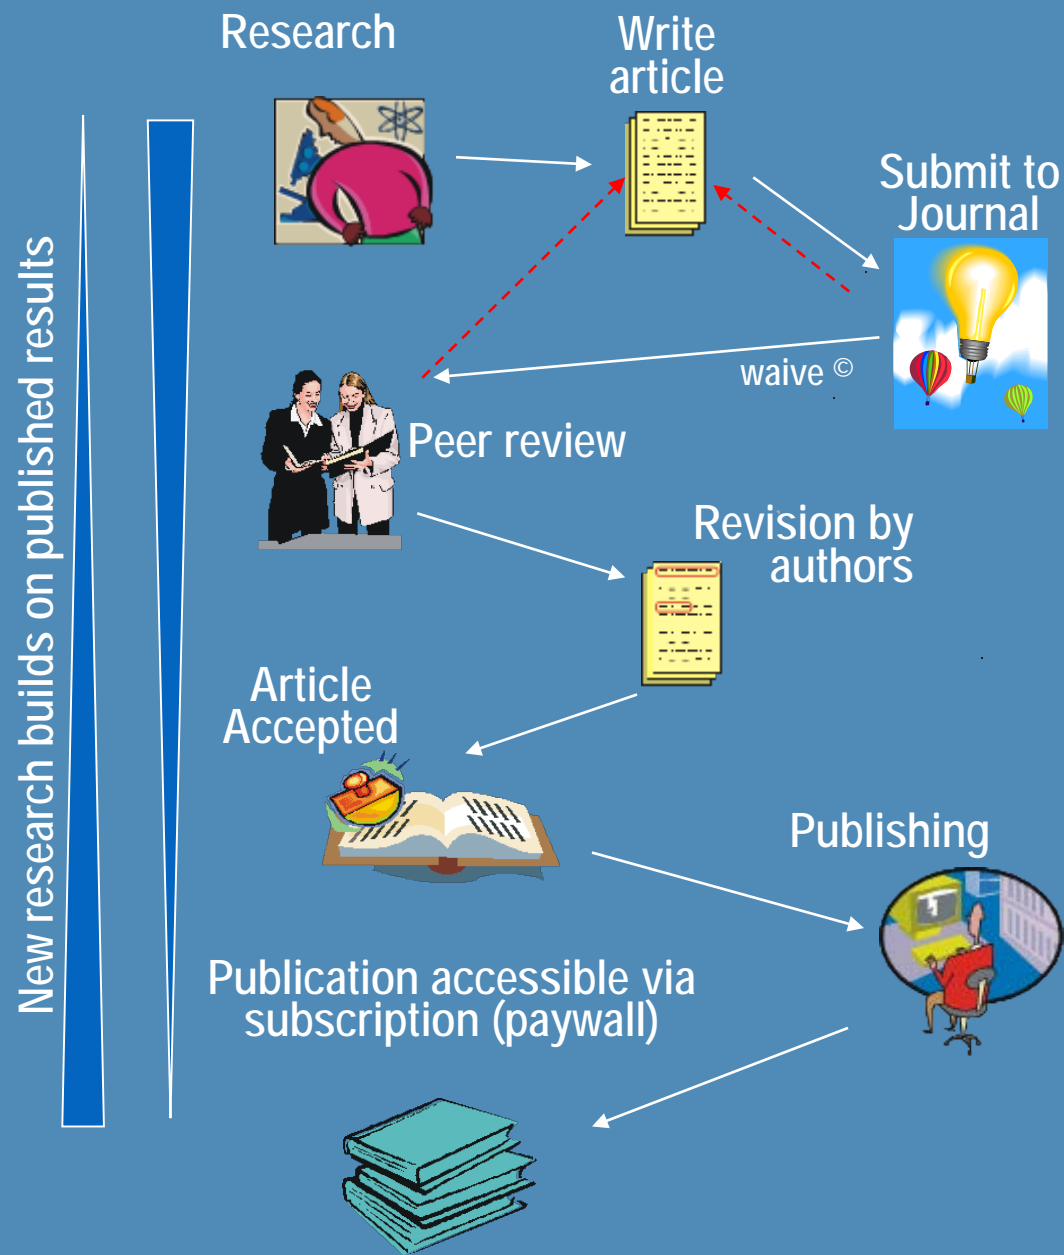 Research
Write
article
Submit to
Journal
waive ©
Peer review
Revision by
authors
Article
Accepted
Publishing
Publication accessible via
subscription (paywall)
New research builds on published results